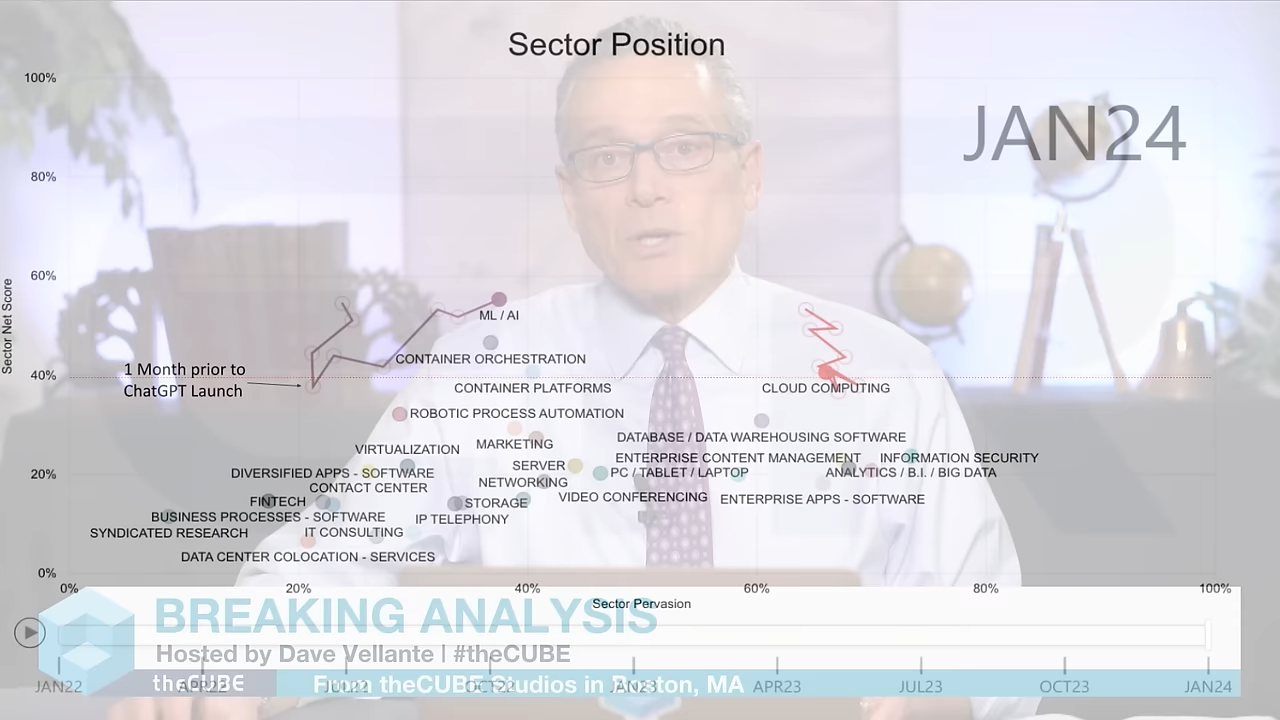 Sector Position
JAN24
100%
80%
60%
40%
20%
0%
Sector Net Score
ML / AI
CONTAINER ORCHESTRATION
1 Month prior to
ChatGPT Launch
CONTAINER PLATFORMS
CLOUD COMPUTING
ROBOTIC PROCESS AUTOMATION
DATABASE / DATA WAREHOUSING SOFTWARE
MARKETING
VIRTUALIZATION
ENTERPRISE CONTENT MANAGEMENT
INFORMATION SECURITY
SERVER
DIVERSIFIED APPS - SOFTWARE
PC / TABLET / LAPTOP
ANALYTICS / B.I. / BIG DATA
NETWORKING
CONTACT CENTER
VIDEO CONFERENCING
ENTERPRISE APPS - SOFTWARE
FINTECH
STORAGE
BUSINESS PROCESSES - SOFTWARE
IP TELEPHONY
SYNDICATED RESEARCH
IT CONSULTING
DATA CENTER COLOCATION - SERVICES
0%
20%
40%
60%
80%
100%
Sector Pervasion
BREAKING ANALYSIS
Hosted by Dave Vellante | #theCUBE
theCUBE
From theCUBE Studios in Boston, MA
JAN22
APR22
JUL22
OCT22
JAN23
APR23
JUL23
OCT23
JAN24